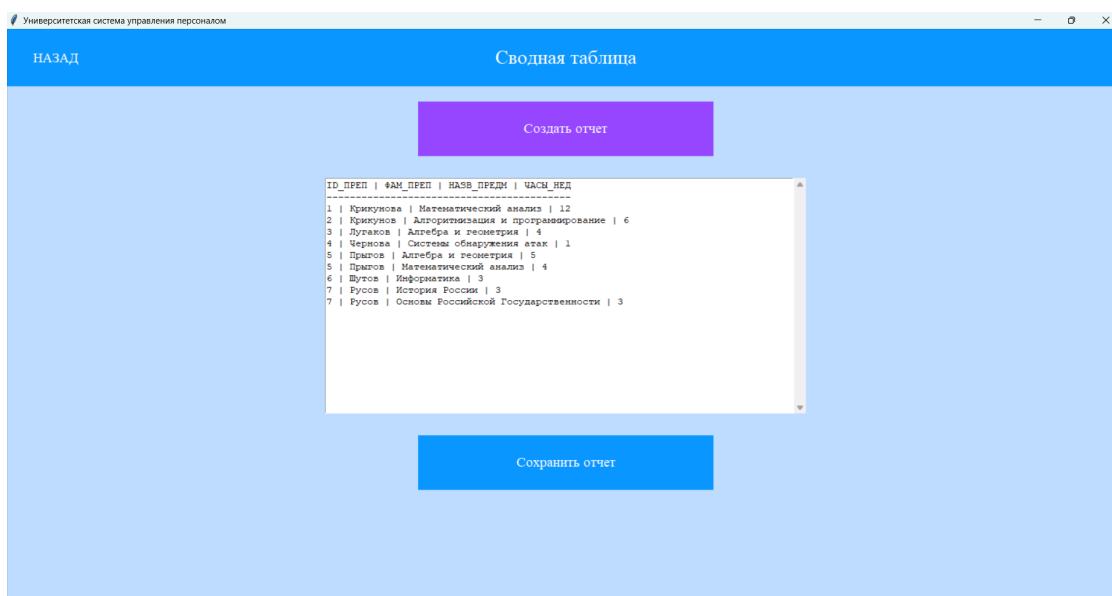 Университетская система управления персоналом
НАЗАД
Сводная таблица
Создать отчет
ID_ПРЕП | ФАМ_ПРЕП | НАЗВ_ПРЕДМ | ЧАСЫ_НЕД
------------------------------------------
1 | Крикунова | Математический анализ | 12
2 | Крикунов | Алгоритмизация и программирование | 6
3 | Лугаков | Алгебра и геометрия | 4
4 | Чернова | Системы обнаружения атак | 1
5 | Прыгов | Алгебра и геометрия | 5
5 | Прыгов | Математический анализ | 4
6 | Шутов | Информатика | 3
7 | Русов | История России | 3
7 | Русов | Основы Российской Государственности | 3
Сохранить отчет